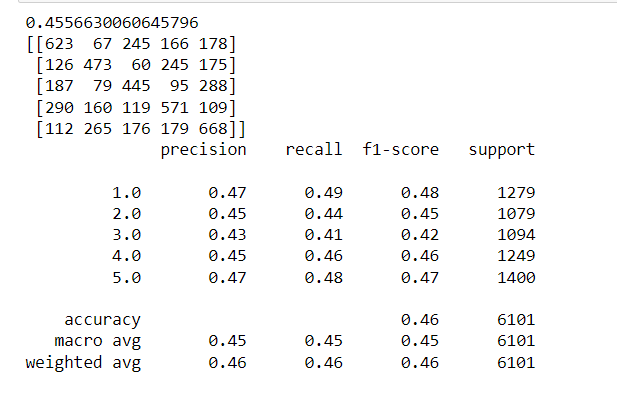 0.4556630060645796
[[623  67 245 166 178]
 [126 473  60 245 175]
 [187  79 445  95 288]
 [290 160 119 571 109]
 [112 265 176 179 668]]
              precision    recall  f1-score   support

         1.0       0.47      0.49      0.48      1279
         2.0       0.45      0.44      0.45      1079
         3.0       0.43      0.41      0.42      1094
         4.0       0.45      0.46      0.46      1249
         5.0       0.47      0.48      0.47      1400

    accuracy                           0.46      6101
   macro avg       0.45      0.45      0.45      6101
weighted avg       0.46      0.46      0.46      6101